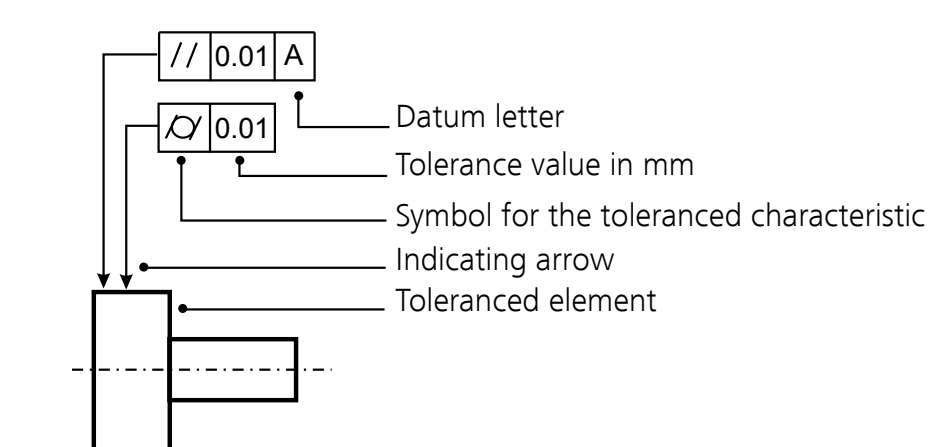 // 0.01 A
Datum letter
⌭ 0.01
Tolerance value in mm
Symbol for the toleranced characteristic
Indicating arrow
Toleranced element